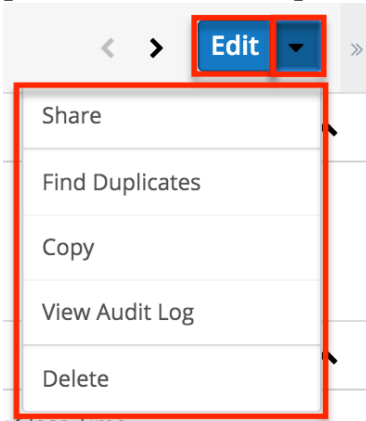 Edit
Share
Find Duplicates
Copy
View Audit Log
Delete